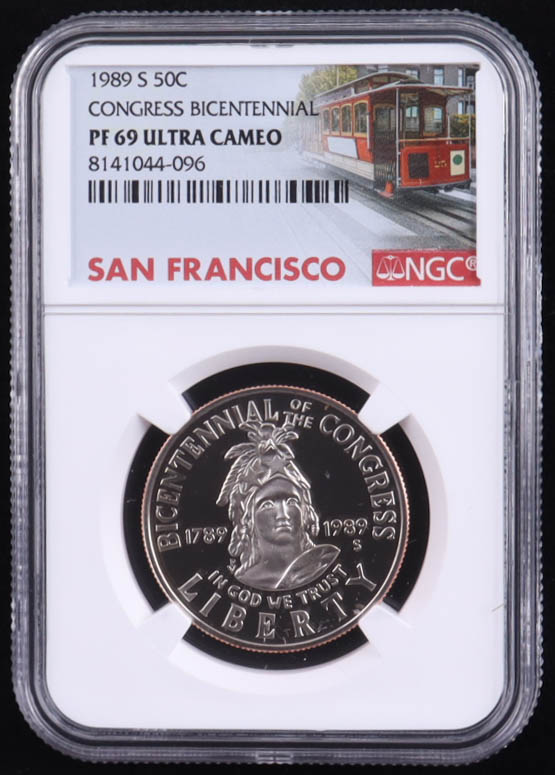 1989 S 50C
CONGRESS BICENTENNIAL
PF 69 ULTRA CAMEO
8141044-096
SAN FRANCISCO
NGC®
BICENTENNIAL OF THE CONGRESS
1789 1989
S
IN GOD WE TRUST
LIBERTY